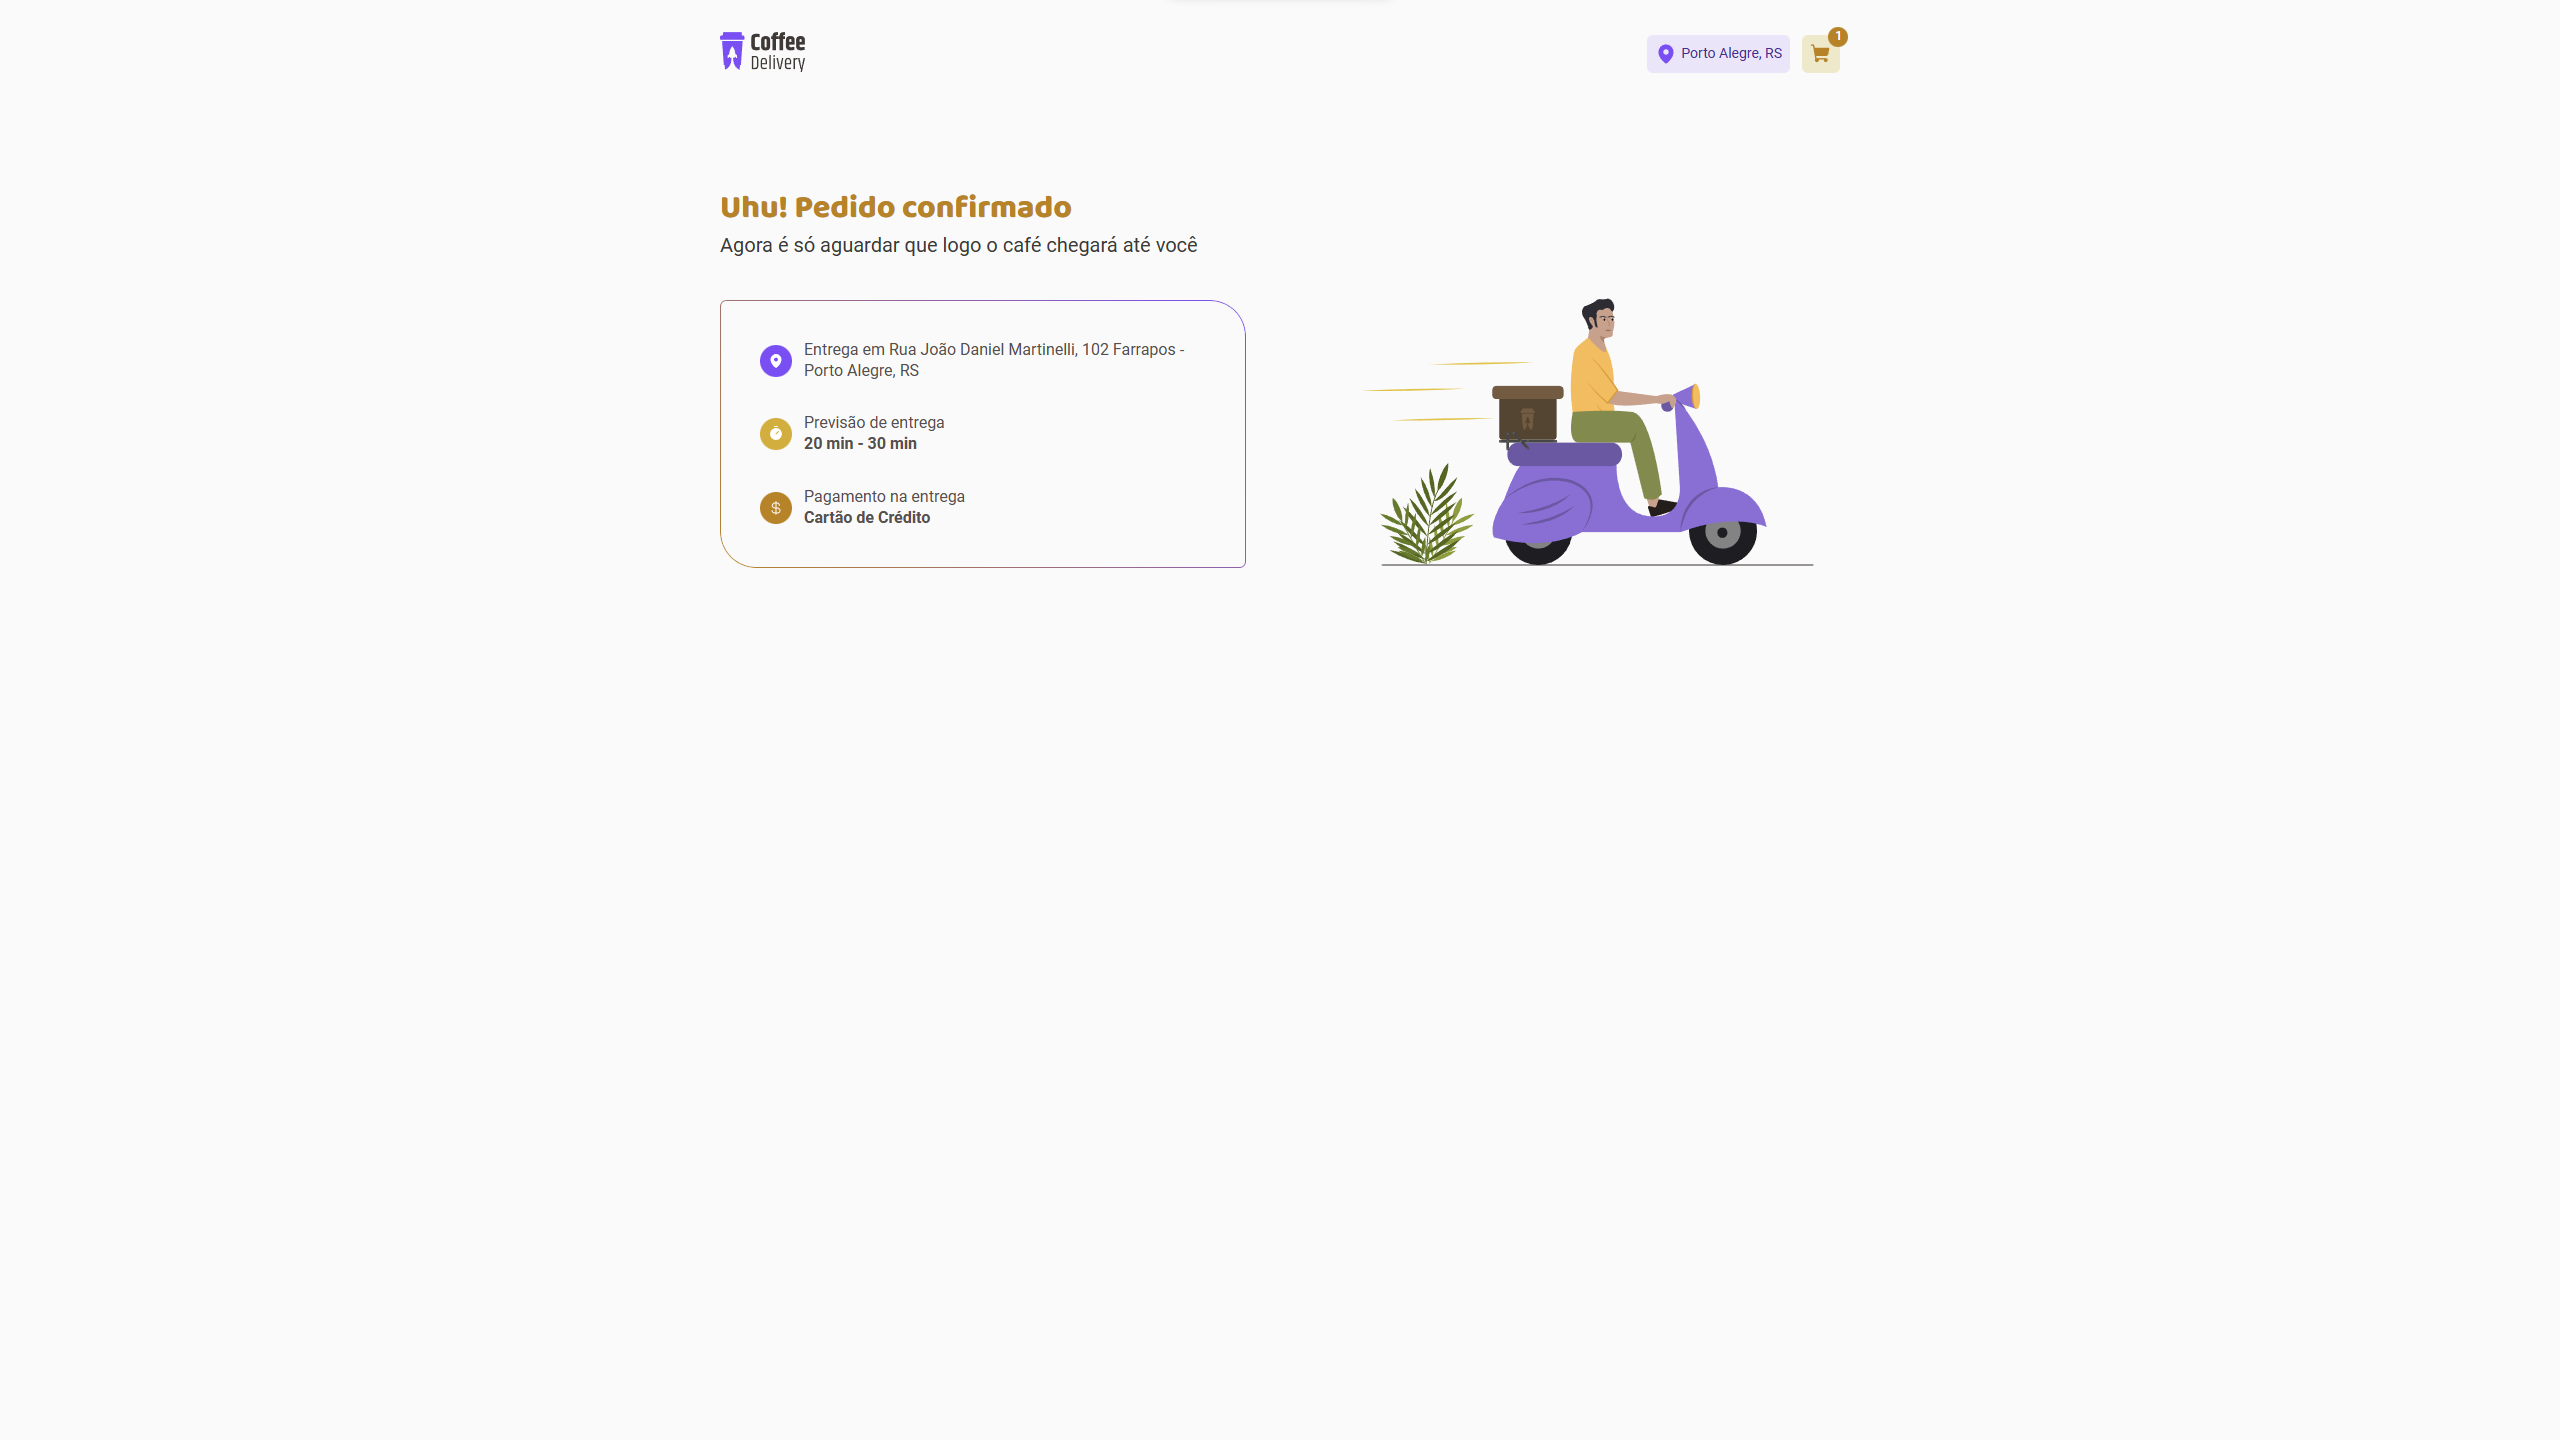 Coffee
Delivery
Porto Alegre, RS
1
Uhu! Pedido confirmado
Agora é só aguardar que logo o café chegará até você
Entrega em Rua João Daniel Martinelli, 102 Farrapos -
Porto Alegre, RS
Previsão de entrega
20 min - 30 min
Pagamento na entrega
Cartão de Crédito